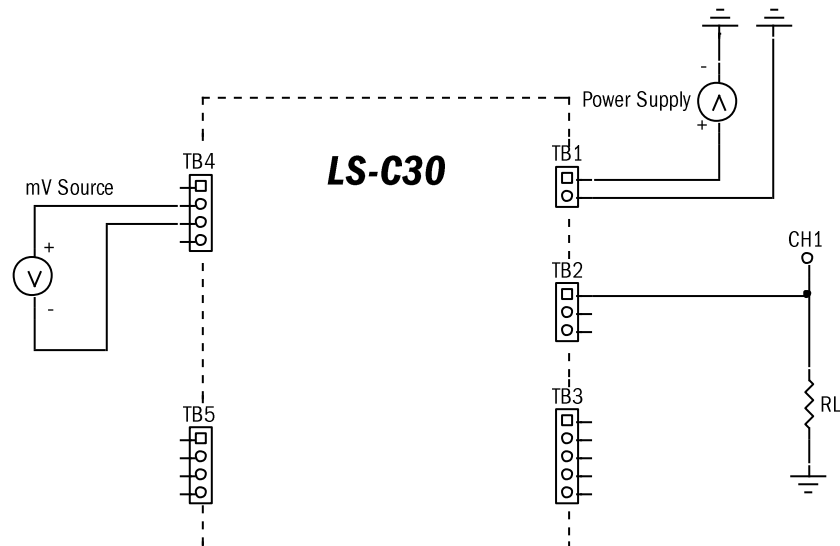 Power Supply
-
+
TB4
LS-C30
TB1
mV Source
+
V
-
CH1
TB2
TB5
TB3
RL